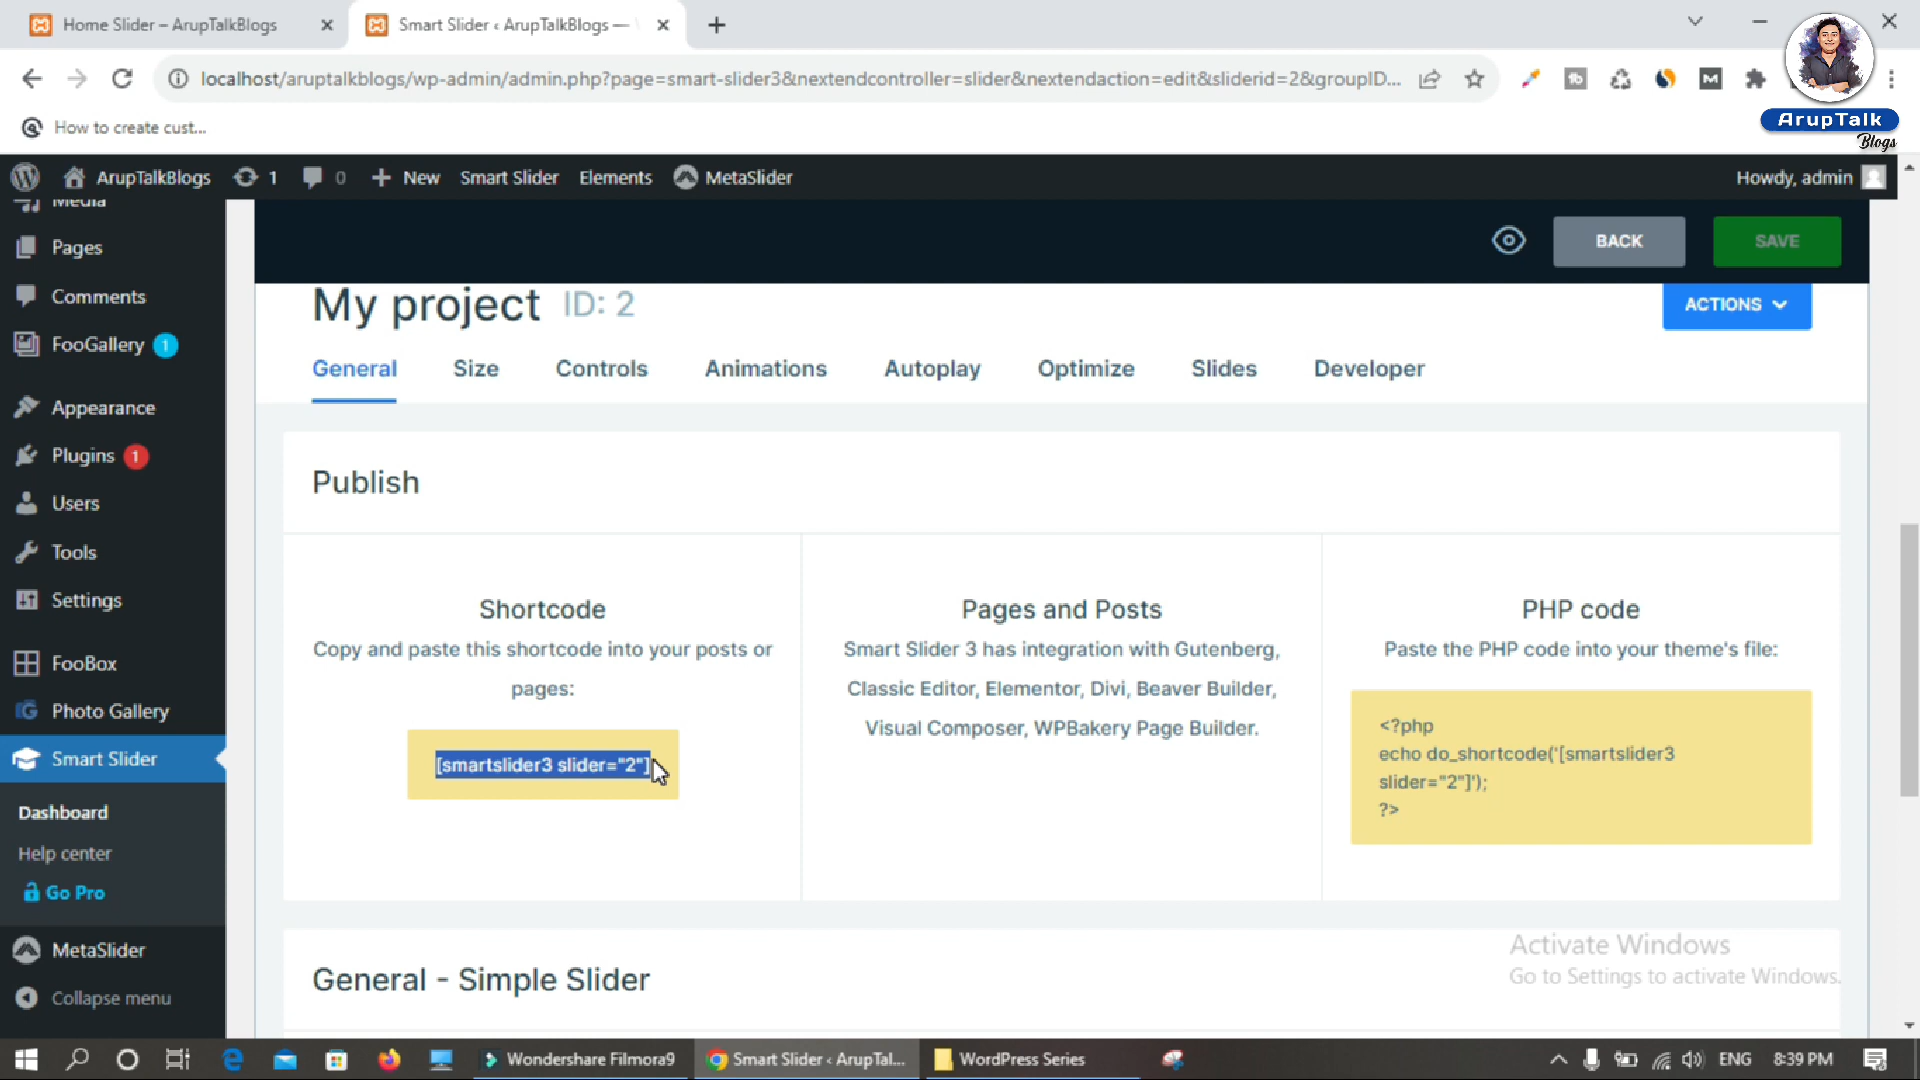 Home Slider – ArupTalkBlogs
Smart Slider ‹ ArupTalkBlogs —
localhost/aruptalkblogs/wp-admin/admin.php?page=smart-slider3&nextendcontroller=slider&nextendaction=edit&sliderid=2&groupID...
ArupTalk
Blogs
How to create cust...
ArupTalkBlogs
1
0
New
Smart Slider
Elements
MetaSlider
Howdy, admin
Media
Pages
Comments
FooGallery 1
Appearance
Plugins 1
Users
Tools
Settings
FooBox
Photo Gallery
Smart Slider
Dashboard
Help center
Go Pro
MetaSlider
Collapse menu
BACK
SAVE
My project ID: 2
ACTIONS
General
Size
Controls
Animations
Autoplay
Optimize
Slides
Developer
Publish
Shortcode
Copy and paste this shortcode into your posts or
pages:
[smartslider3 slider="2"]
Pages and Posts
Smart Slider 3 has integration with Gutenberg,
Classic Editor, Elementor, Divi, Beaver Builder,
Visual Composer, WPBakery Page Builder.
PHP code
Paste the PHP code into your theme's file:
<?php
echo do_shortcode('[smartslider3
slider="2"]');
?>
General - Simple Slider
Activate Windows
Go to Settings to activate Windows.
Wondershare Filmora9
Smart Slider ‹ ArupTal...
WordPress Series
ENG
8:39 PM